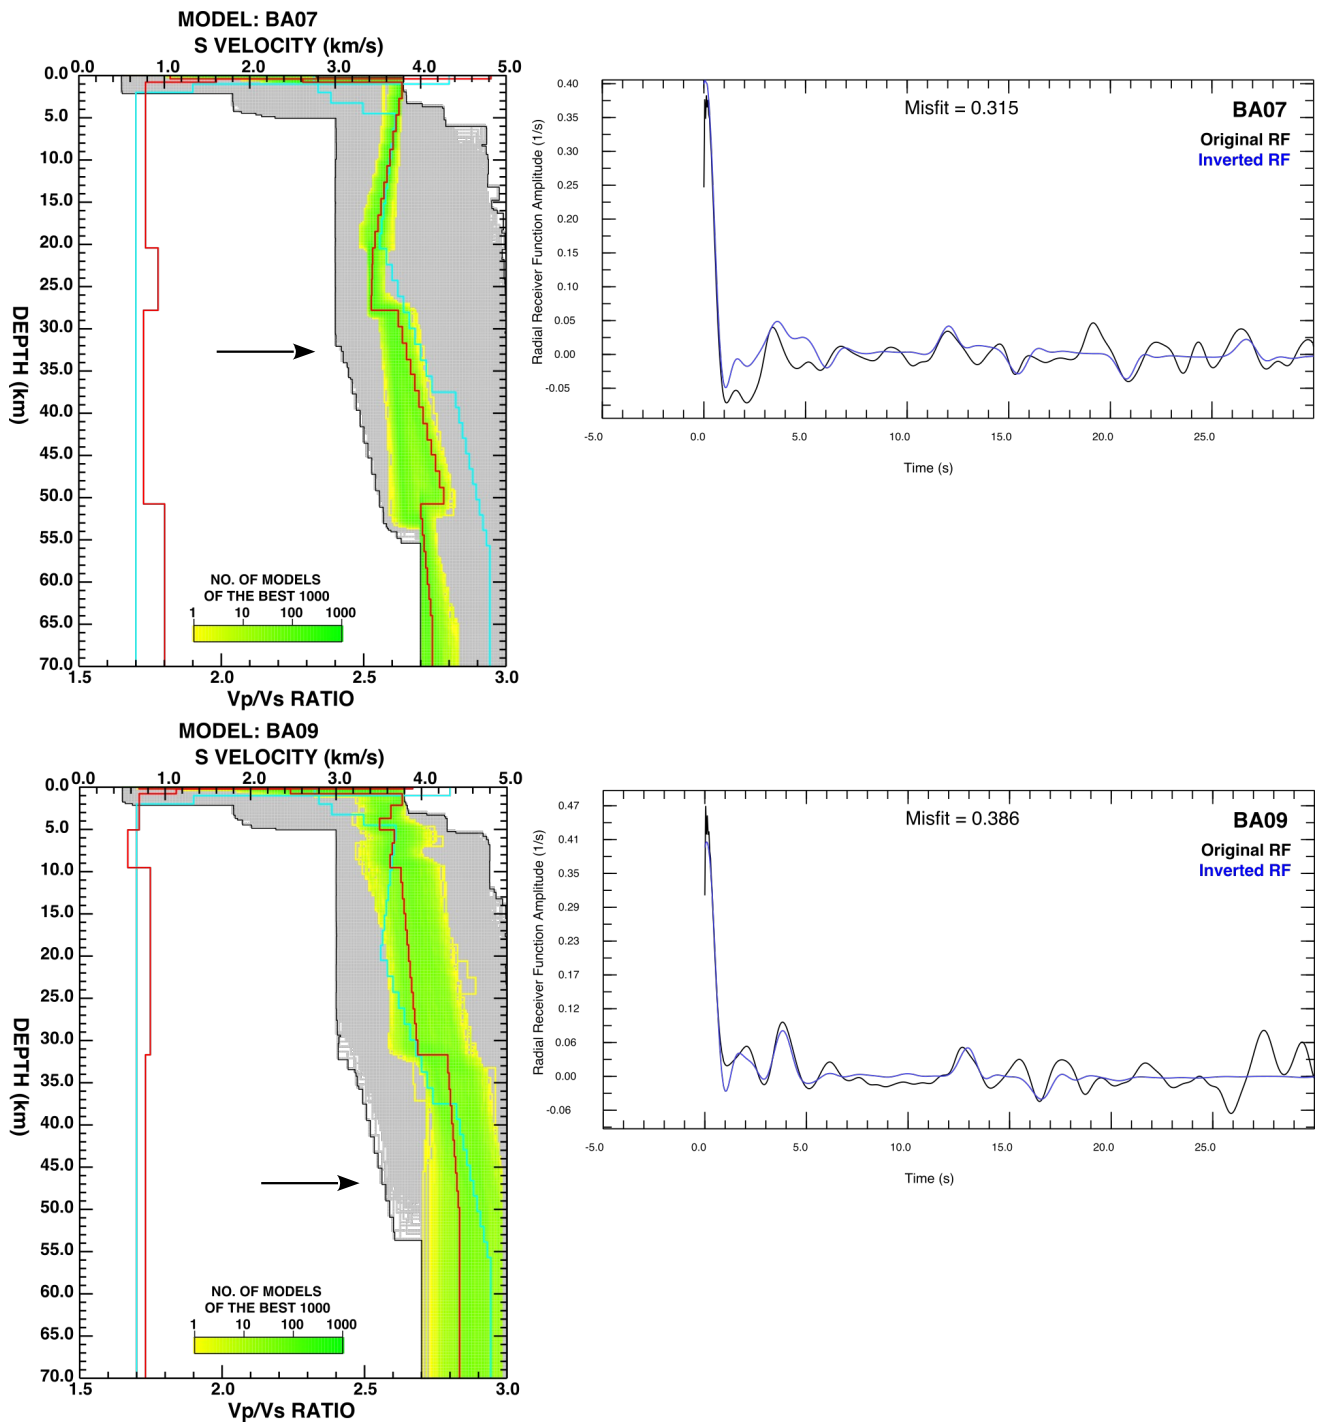 MODEL: BA07
S VELOCITY (km/s)
0.0 1.0 2.0 3.0 4.0 5.0
0.0
5.0
10.0
15.0
20.0
25.0
30.0
35.0
40.0
45.0
50.0
55.0
60.0
65.0
70.0
DEPTH (km)
NO. OF MODELS
OF THE BEST 1000
1 10 100 1000
1.5 2.0 2.5 3.0
Vp/Vs RATIO
Misfit = 0.315
BA07
Original RF
Inverted RF
Radial Receiver Function Amplitude (1/s)
0.40
0.35
0.30
0.25
0.20
0.15
0.10
0.05
0.00
-0.05
-5.0 0.0 5.0 10.0 15.0 20.0 25.0
Time (s)
MODEL: BA09
S VELOCITY (km/s)
0.0 1.0 2.0 3.0 4.0 5.0
0.0
5.0
10.0
15.0
20.0
25.0
30.0
35.0
40.0
45.0
50.0
55.0
60.0
65.0
70.0
DEPTH (km)
NO. OF MODELS
OF THE BEST 1000
1 10 100 1000
1.5 2.0 2.5 3.0
Vp/Vs RATIO
Misfit = 0.386
BA09
Original RF
Inverted RF
Radial Receiver Function Amplitude (1/s)
0.47
0.41
0.35
0.29
0.23
0.17
0.12
0.06
0.00
-0.06
-5.0 0.0 5.0 10.0 15.0 20.0 25.0
Time (s)